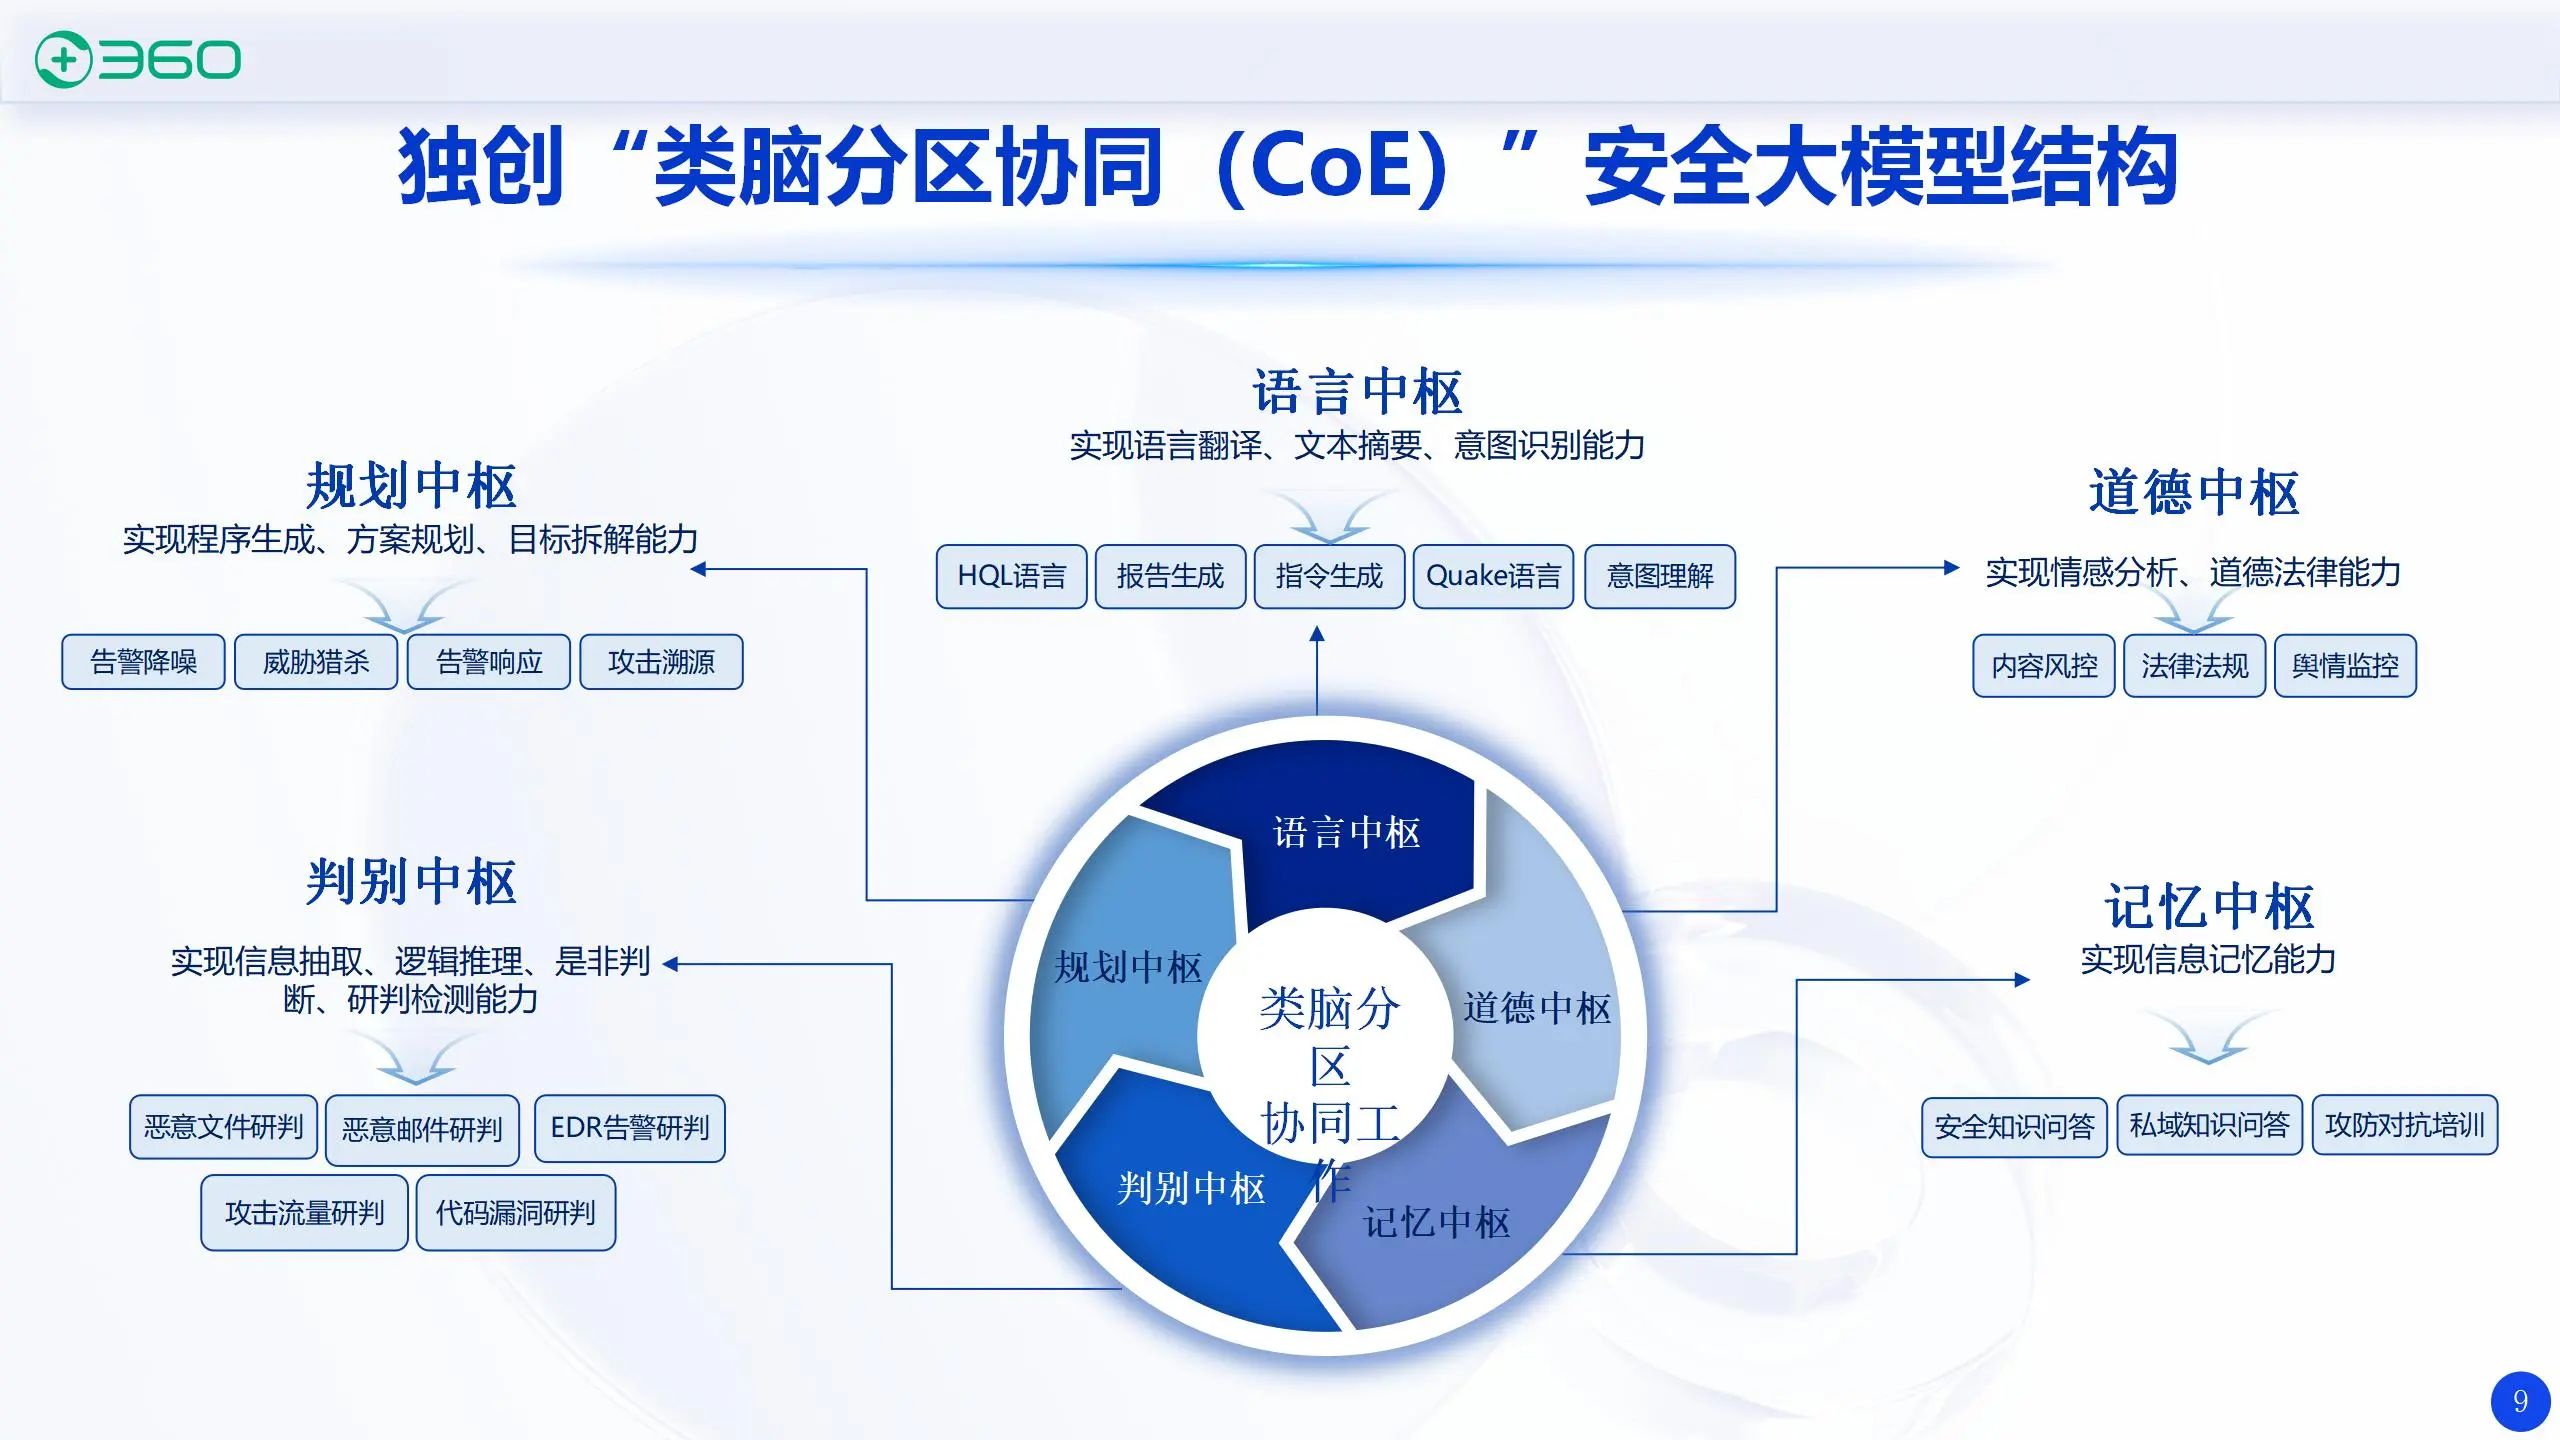 360
独创“类脑分区协同（CoE）”安全大模型结构
语言中枢
实现语言翻译、文本摘要、意图识别能力
HQL语言
报告生成
指令生成
Quake语言
意图理解
规划中枢
实现程序生成、方案规划、目标拆解能力
告警降噪
威胁猎杀
告警响应
攻击溯源
道德中枢
实现情感分析、道德法律能力
内容风控
法律法规
舆情监控
判别中枢
实现信息抽取、逻辑推理、是非判
断、研判检测能力
恶意文件研判
恶意邮件研判
EDR告警研判
攻击流量研判
代码漏洞研判
记忆中枢
实现信息记忆能力
安全知识问答
私域知识问答
攻防对抗培训
语言中枢
规划中枢
道德中枢
判别中枢
记忆中枢
类脑分
区
协同工
作
9